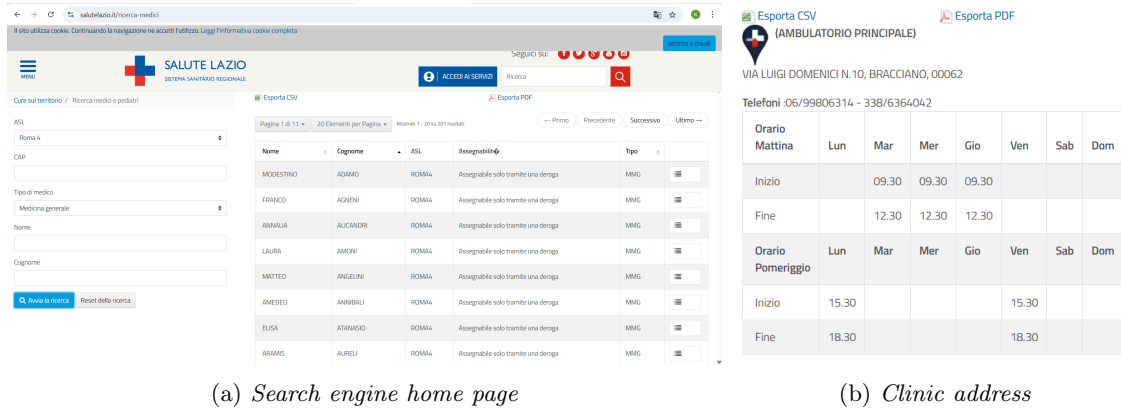 salutelazio.it/ricerca-medici
Il sito utilizza cookie. Continuando la navigazione ne accetti l'utilizzo. Leggi l'informativa cookie completa
accetto e chiudi
MENU
SALUTE LAZIO
SISTEMA SANITARIO REGIONALE
Seguici su:
ACCEDI AI SERVIZI
Ricerca
Cure sul territorio / Ricerca medici e pediatri
ASL
Roma 4
CAP
Tipo di medico
Medicina generale
Nome
Cognome
Avvia la ricerca Reset della ricerca
Esporta CSV Esporta PDF
Pagina 1 di 11 20 Elementi per Pagina Mostrati 1 - 20 su 201 risultati. ← Primo Precedente Successivo Ultimo →
Nome Cognome ASL Assegnabilit� Tipo
MODESTINO ADAMO ROMA4 Assegnabile solo tramite una deroga MMG
FRANCO AGNENI ROMA4 Assegnabile solo tramite una deroga MMG
ANNALIA ALICANDRI ROMA4 Assegnabile solo tramite una deroga MMG
LAURA AMONI ROMA4 Assegnabile solo tramite una deroga MMG
MATTEO ANGELINI ROMA4 Assegnabile solo tramite una deroga MMG
AMEDEO ANNIBALI ROMA4 Assegnabile solo tramite una deroga MMG
ELISA ATANASIO ROMA4 Assegnabile solo tramite una deroga MMG
ARAMIS AURELI ROMA4 Assegnabile solo tramite una deroga MMG
(a) Search engine home page
Esporta CSV Esporta PDF
(AMBULATORIO PRINCIPALE)
VIA LUIGI DOMENICI N.10, BRACCIANO, 00062
Telefoni :06/99806314 - 338/6364042
Orario Mattina Lun Mar Mer Gio Ven Sab Dom
Inizio 09.30 09.30 09.30
Fine 12.30 12.30 12.30
Orario Pomeriggio Lun Mar Mer Gio Ven Sab Dom
Inizio 15.30 15.30
Fine 18.30 18.30
(b) Clinic address